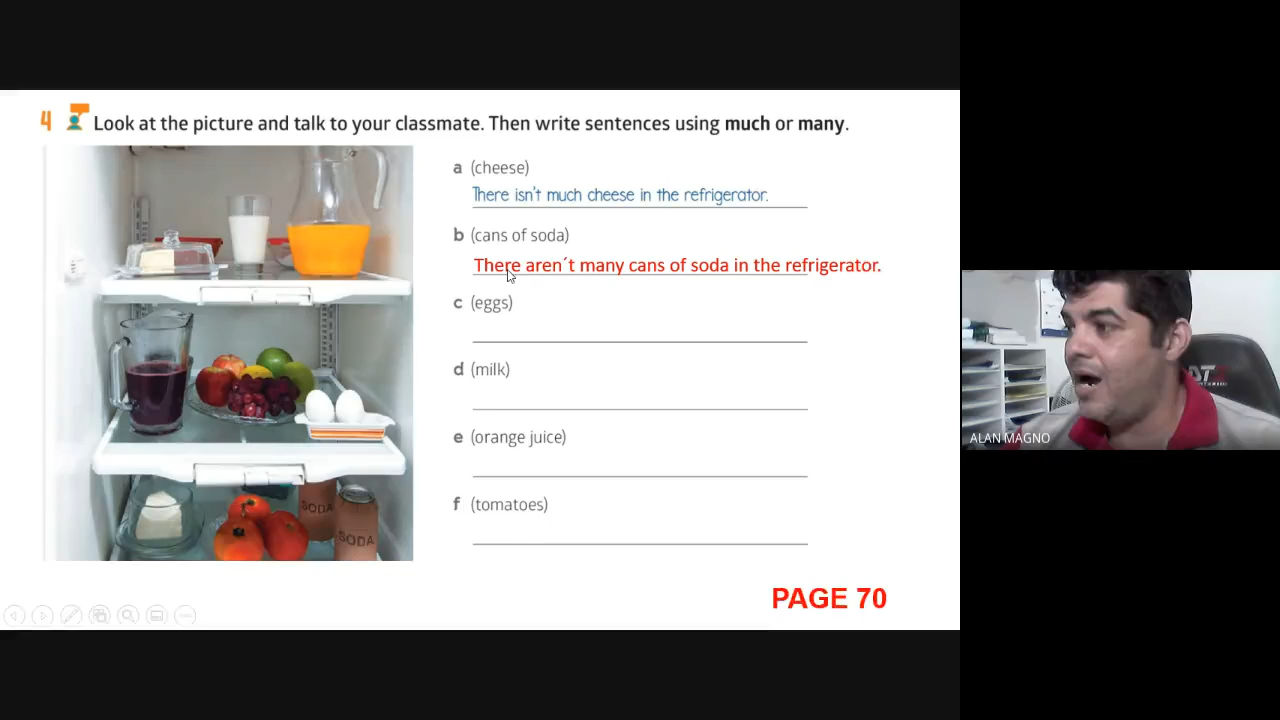 4 Look at the picture and talk to your classmate. Then write sentences using much or many.
a (cheese)
There isn't much cheese in the refrigerator.
b (cans of soda)
There aren´t many cans of soda in the refrigerator.
c (eggs)
d (milk)
e (orange juice)
f (tomatoes)
SODA
SODA
PAGE 70
ALAN MAGNO